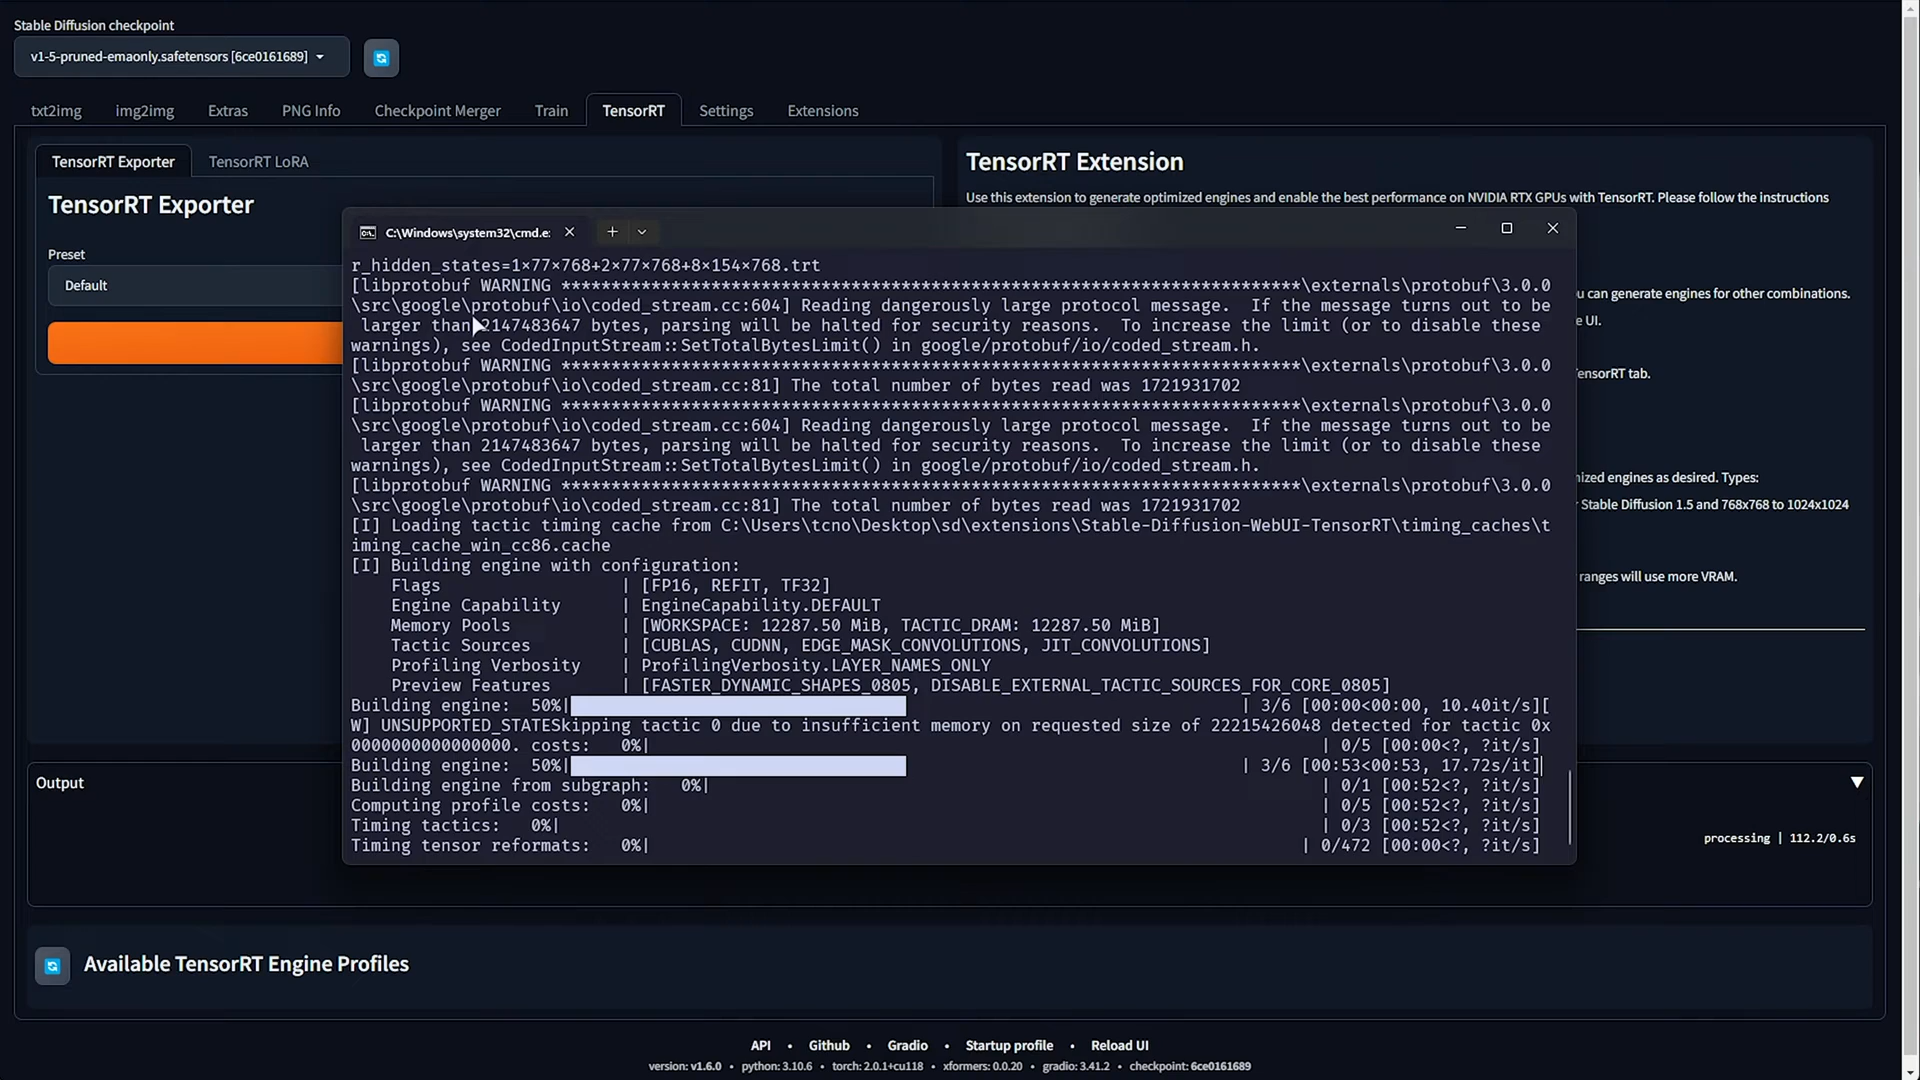 Stable Diffusion checkpoint
v1-5-pruned-emaonly.safetensors [6ce0161689]
txt2img img2img Extras PNG Info Checkpoint Merger Train TensorRT Settings Extensions
TensorRT Exporter TensorRT LoRA
TensorRT Exporter
Preset
Default
TensorRT Extension
Use this extension to generate optimized engines and enable the best performance on NVIDIA RTX GPUs with TensorRT. Please follow the instructions
u can generate engines for other combinations.
e UI.
ensorRT tab.
ized engines as desired. Types:
Stable Diffusion 1.5 and 768x768 to 1024x1024
ranges will use more VRAM.
C:\Windows\system32\cmd.e:
r_hidden_states=1×77×768+2×77×768+8×154×768.trt
[libprotobuf WARNING **************************************************************************\externals\protobuf\3.0.0
\src\google\protobuf\io\coded_stream.cc:604] Reading dangerously large protocol message.  If the message turns out to be
larger than 2147483647 bytes, parsing will be halted for security reasons.  To increase the limit (or to disable these
warnings), see CodedInputStream::SetTotalBytesLimit() in google/protobuf/io/coded_stream.h.
[libprotobuf WARNING **************************************************************************\externals\protobuf\3.0.0
\src\google\protobuf\io\coded_stream.cc:81] The total number of bytes read was 1721931702
[libprotobuf WARNING **************************************************************************\externals\protobuf\3.0.0
\src\google\protobuf\io\coded_stream.cc:604] Reading dangerously large protocol message.  If the message turns out to be
larger than 2147483647 bytes, parsing will be halted for security reasons.  To increase the limit (or to disable these
warnings), see CodedInputStream::SetTotalBytesLimit() in google/protobuf/io/coded_stream.h.
[libprotobuf WARNING **************************************************************************\externals\protobuf\3.0.0
\src\google\protobuf\io\coded_stream.cc:81] The total number of bytes read was 1721931702
[I] Loading tactic timing cache from C:\Users\tcno\Desktop\sd\extensions\Stable-Diffusion-WebUI-TensorRT\timing_caches\t
iming_cache_win_cc86.cache
[I] Building engine with configuration:
Flags | [FP16, REFIT, TF32]
Engine Capability | EngineCapability.DEFAULT
Memory Pools | [WORKSPACE: 12287.50 MiB, TACTIC_DRAM: 12287.50 MiB]
Tactic Sources | [CUBLAS, CUDNN, EDGE_MASK_CONVOLUTIONS, JIT_CONVOLUTIONS]
Profiling Verbosity | ProfilingVerbosity.LAYER_NAMES_ONLY
Preview Features | [FASTER_DYNAMIC_SHAPES_0805, DISABLE_EXTERNAL_TACTIC_SOURCES_FOR_CORE_0805]
Building engine: 50%| | 3/6 [00:00<00:00, 10.40it/s][
W] UNSUPPORTED_STATESkipping tactic 0 due to insufficient memory on requested size of 22215426048 detected for tactic 0x
0000000000000000. costs: 0%| | 0/5 [00:00<?, ?it/s]
Building engine: 50%| | 3/6 [00:53<00:53, 17.72s/it]
Building engine from subgraph: 0%| | 0/1 [00:52<?, ?it/s]
Computing profile costs: 0%| | 0/5 [00:52<?, ?it/s]
Timing tactics: 0%| | 0/3 [00:52<?, ?it/s]
Timing tensor reformats: 0%| | 0/472 [00:00<?, ?it/s]
Output
processing | 112.2/0.6s
Available TensorRT Engine Profiles
API • Github • Gradio • Startup profile • Reload UI
version: v1.6.0 • python: 3.10.6 • torch: 2.0.1+cu118 • xformers: 0.0.20 • gradio: 3.41.2 • checkpoint: 6ce0161689